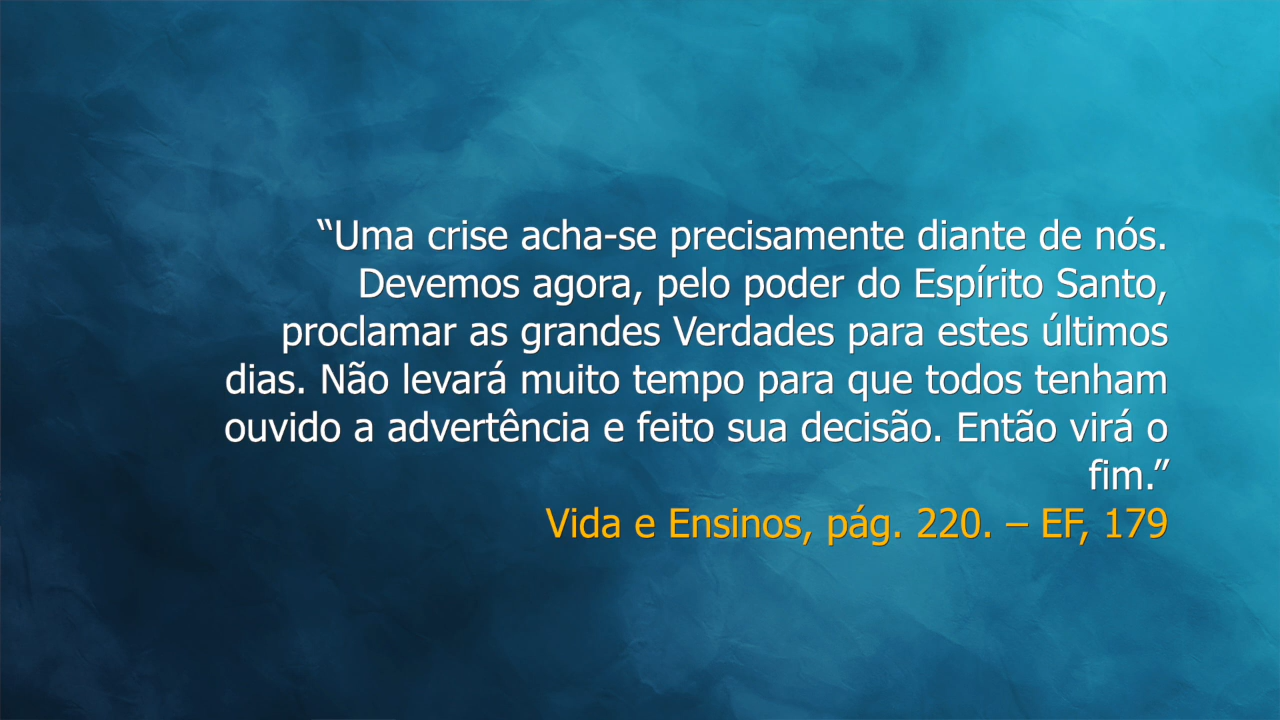 “Uma crise acha-se precisamente diante de nós.
Devemos agora, pelo poder do Espírito Santo,
proclamar as grandes Verdades para estes últimos
dias. Não levará muito tempo para que todos tenham
ouvido a advertência e feito sua decisão. Então virá o
fim.”
Vida e Ensinos, pág. 220. – EF, 179